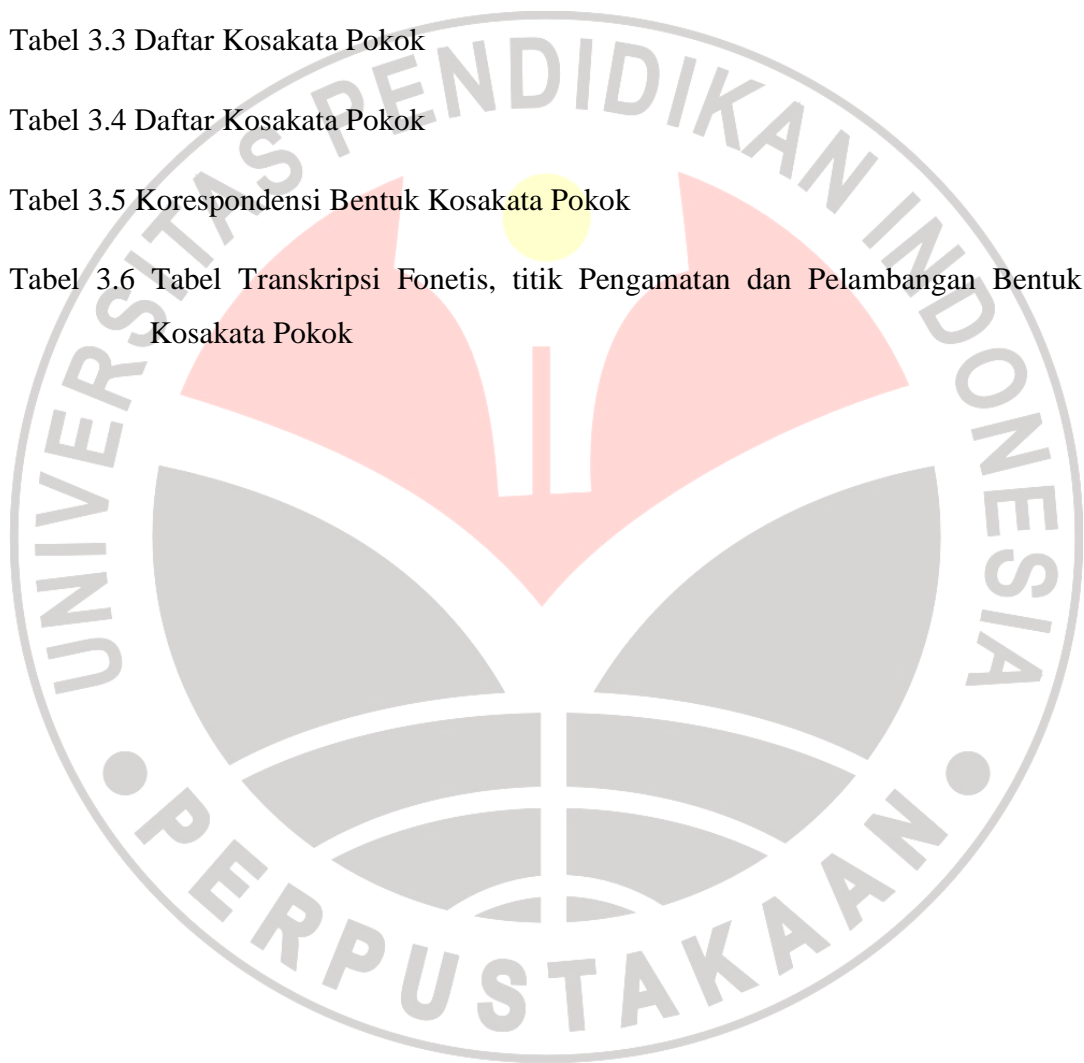 Tabel 3.3 Daftar Kosakata Pokok
Tabel 3.4 Daftar Kosakata Pokok
Tabel 3.5 Korespondensi Bentuk Kosakata Pokok
Tabel 3.6 Tabel Transkripsi Fonetis, titik Pengamatan dan Pelambangan Bentuk
Kosakata Pokok
UNIVERSITAS PENDIDIKAN INDONESIA
PERPUSTAKAAN